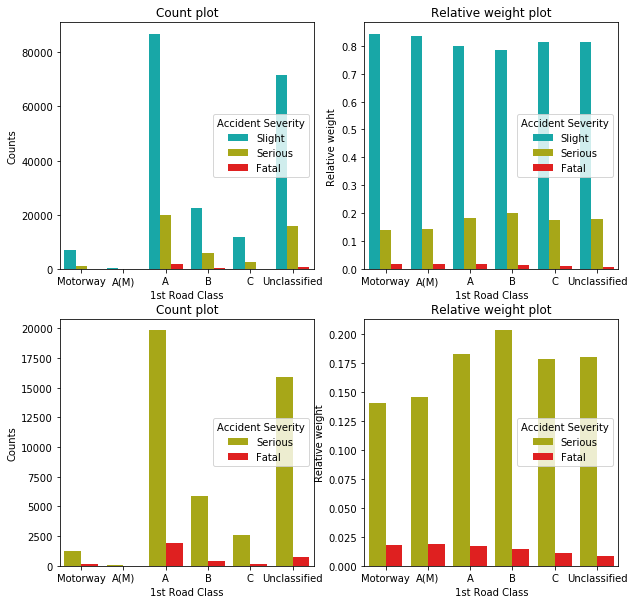 Count plot
80000
60000
40000
20000
0
Counts
Accident Severity
Slight
Serious
Fatal
Motorway A(M) A B C Unclassified
1st Road Class
Relative weight plot
0.8
0.7
0.6
0.5
0.4
0.3
0.2
0.1
0.0
Relative weight
Accident Severity
Slight
Serious
Fatal
Motorway A(M) A B C Unclassified
1st Road Class
Count plot
20000
17500
15000
12500
10000
7500
5000
2500
0
Counts
Accident Severity
Serious
Fatal
Motorway A(M) A B C Unclassified
1st Road Class
Relative weight plot
0.200
0.175
0.150
0.125
0.100
0.075
0.050
0.025
0.000
Relative weight
Accident Severity
Serious
Fatal
Motorway A(M) A B C Unclassified
1st Road Class